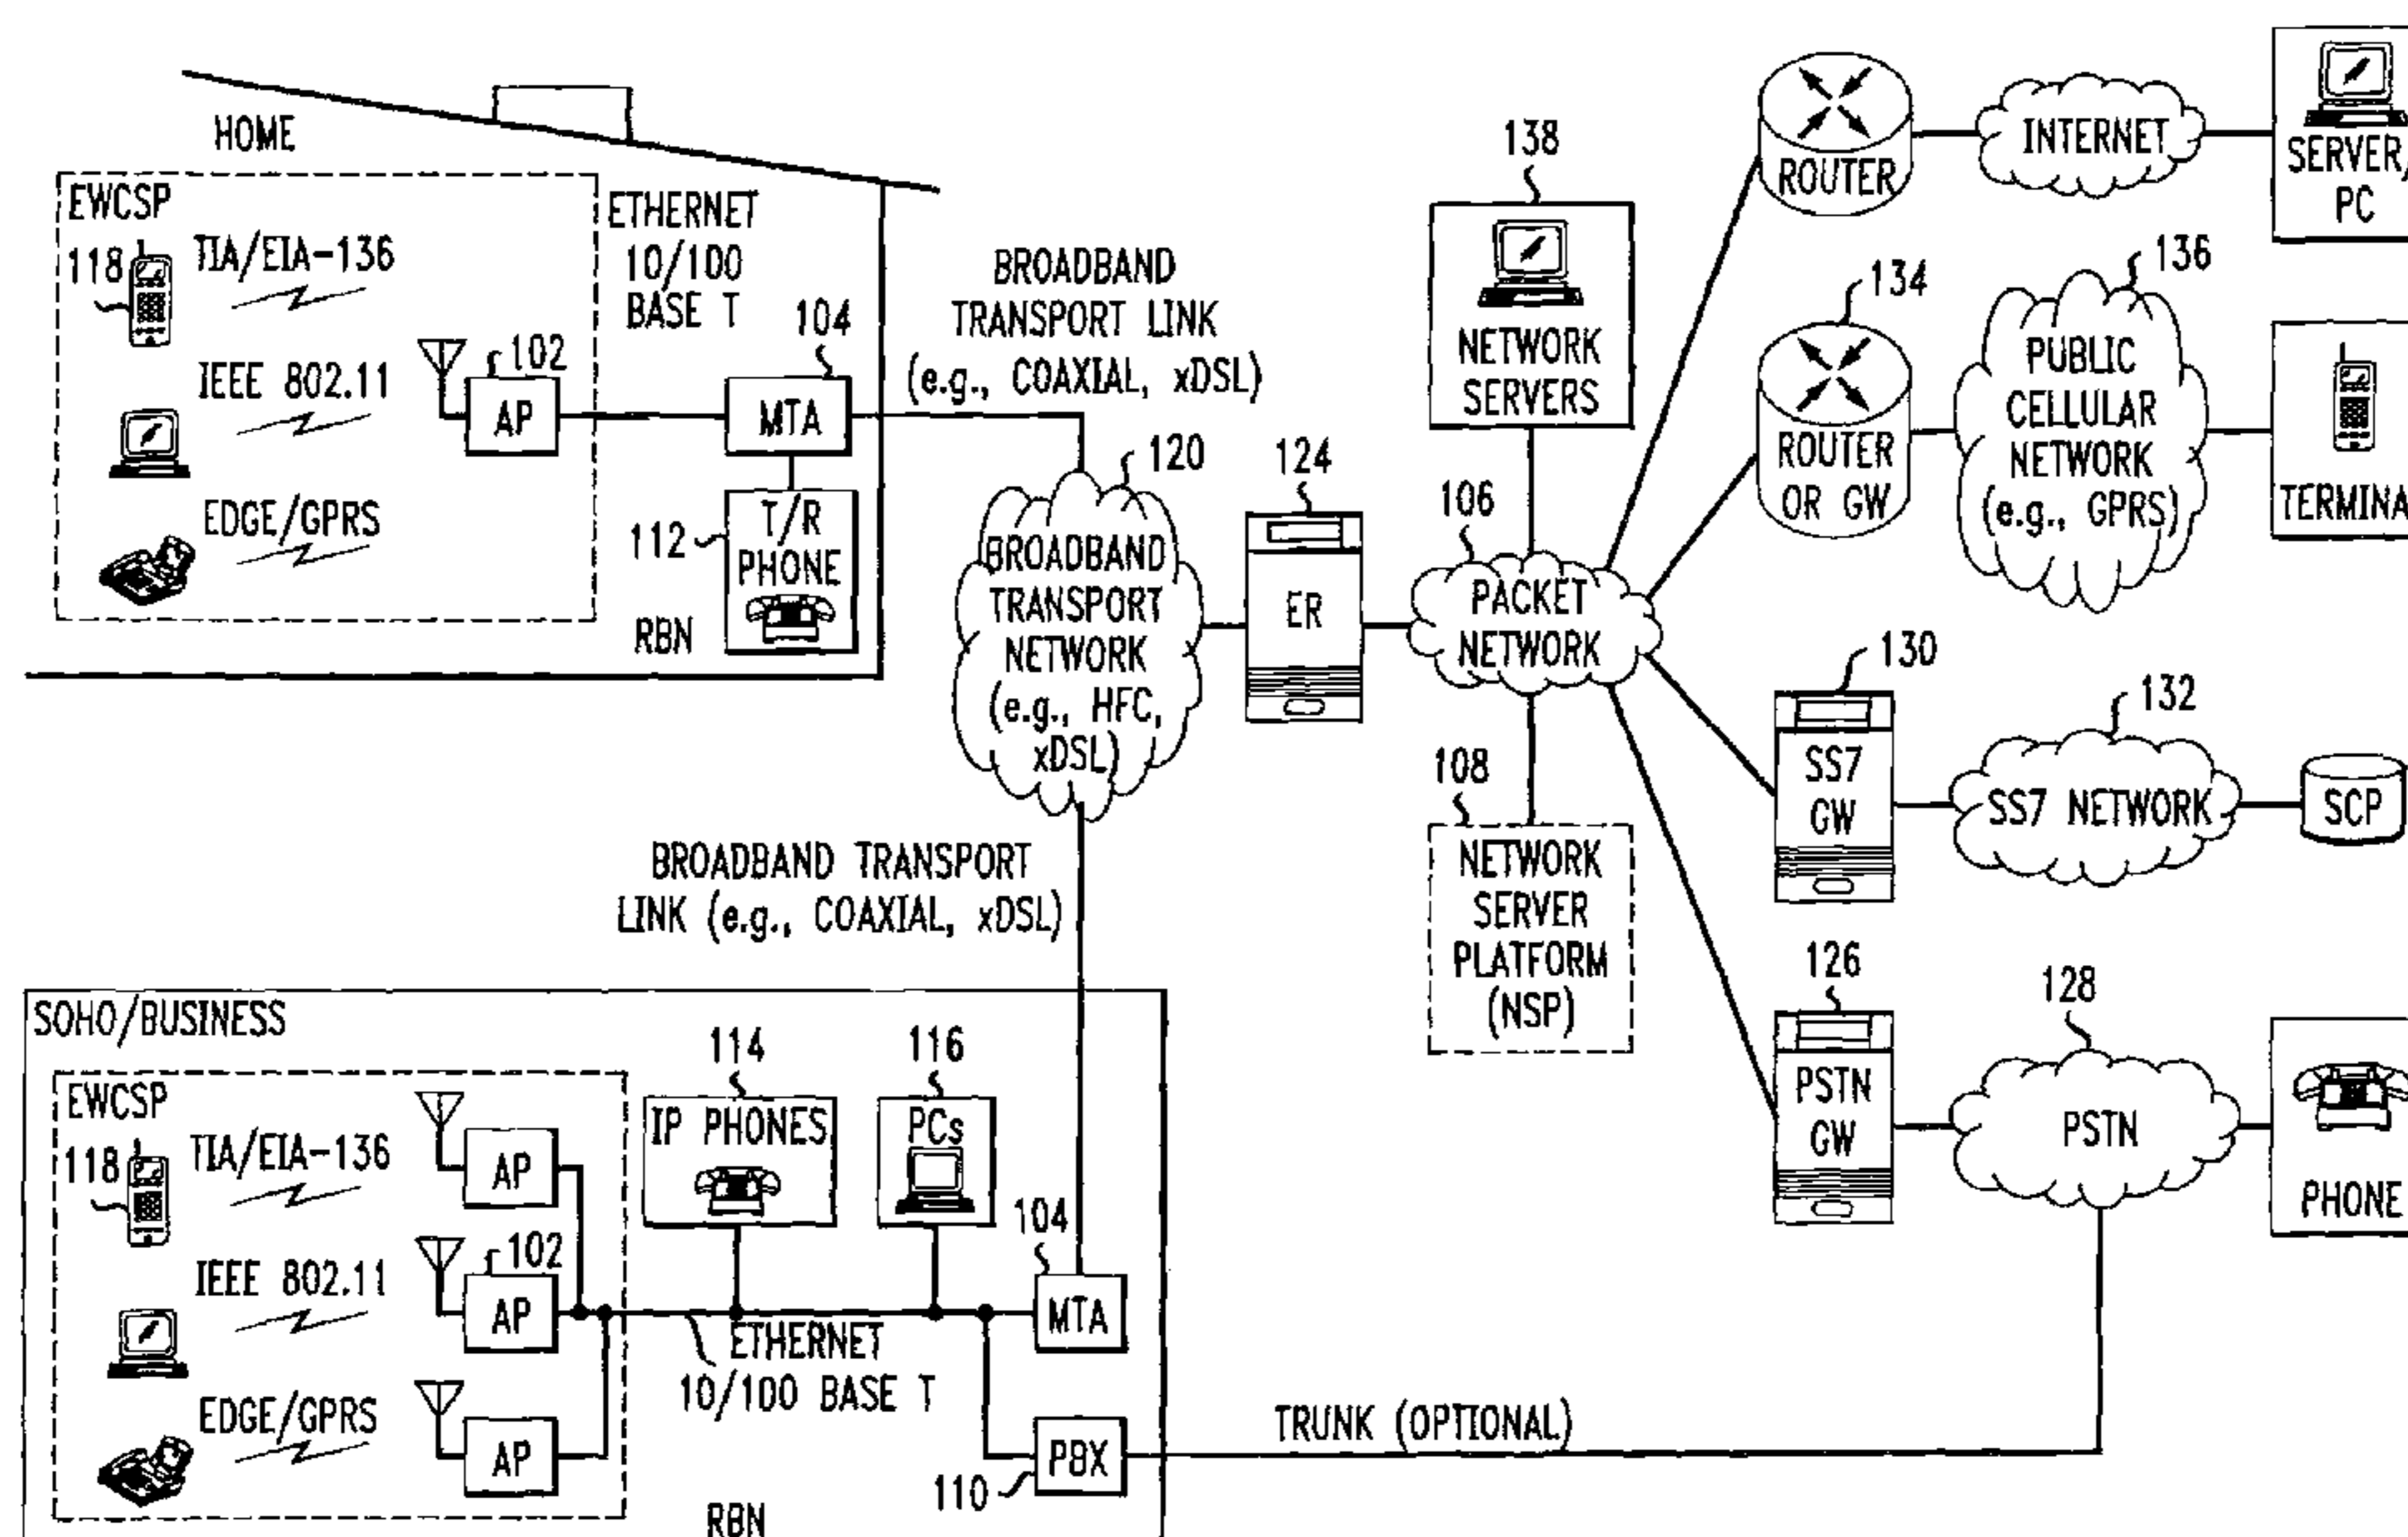 HOME
EWCSP
118
TIA/EIA-136
IEEE 802.11
EDGE/GPRS
102
AP
ETHERNET
10/100
BASE T
104
MTA
112
T/R
PHONE
RBN
BROADBAND
TRANSPORT LINK
(e.g., COAXIAL, xDSL)
120
BROADBAND
TRANSPORT
NETWORK
(e.g., HFC,
xDSL)
124
ER
138
NETWORK
SERVERS
106
PACKET
NETWORK
108
NETWORK
SERVER
PLATFORM
(NSP)
ROUTER
INTERNET
SERVER/
PC
134
ROUTER
OR GW
136
PUBLIC
CELLULAR
NETWORK
(e.g., GPRS)
TERMINA
130
SS7
GW
132
SS7 NETWORK
SCP
126
PSTN
GW
128
PSTN
PHONE
BROADBAND TRANSPORT
LINK (e.g., COAXIAL, xDSL)
SOHO/BUSINESS
EWCSP
118
TIA/EIA-136
IEEE 802.11
EDGE/GPRS
AP
102
AP
AP
114
IP PHONES
116
PCs
104
MTA
ETHERNET
10/100 BASE T
110
PBX
RBN
TRUNK (OPTIONAL)